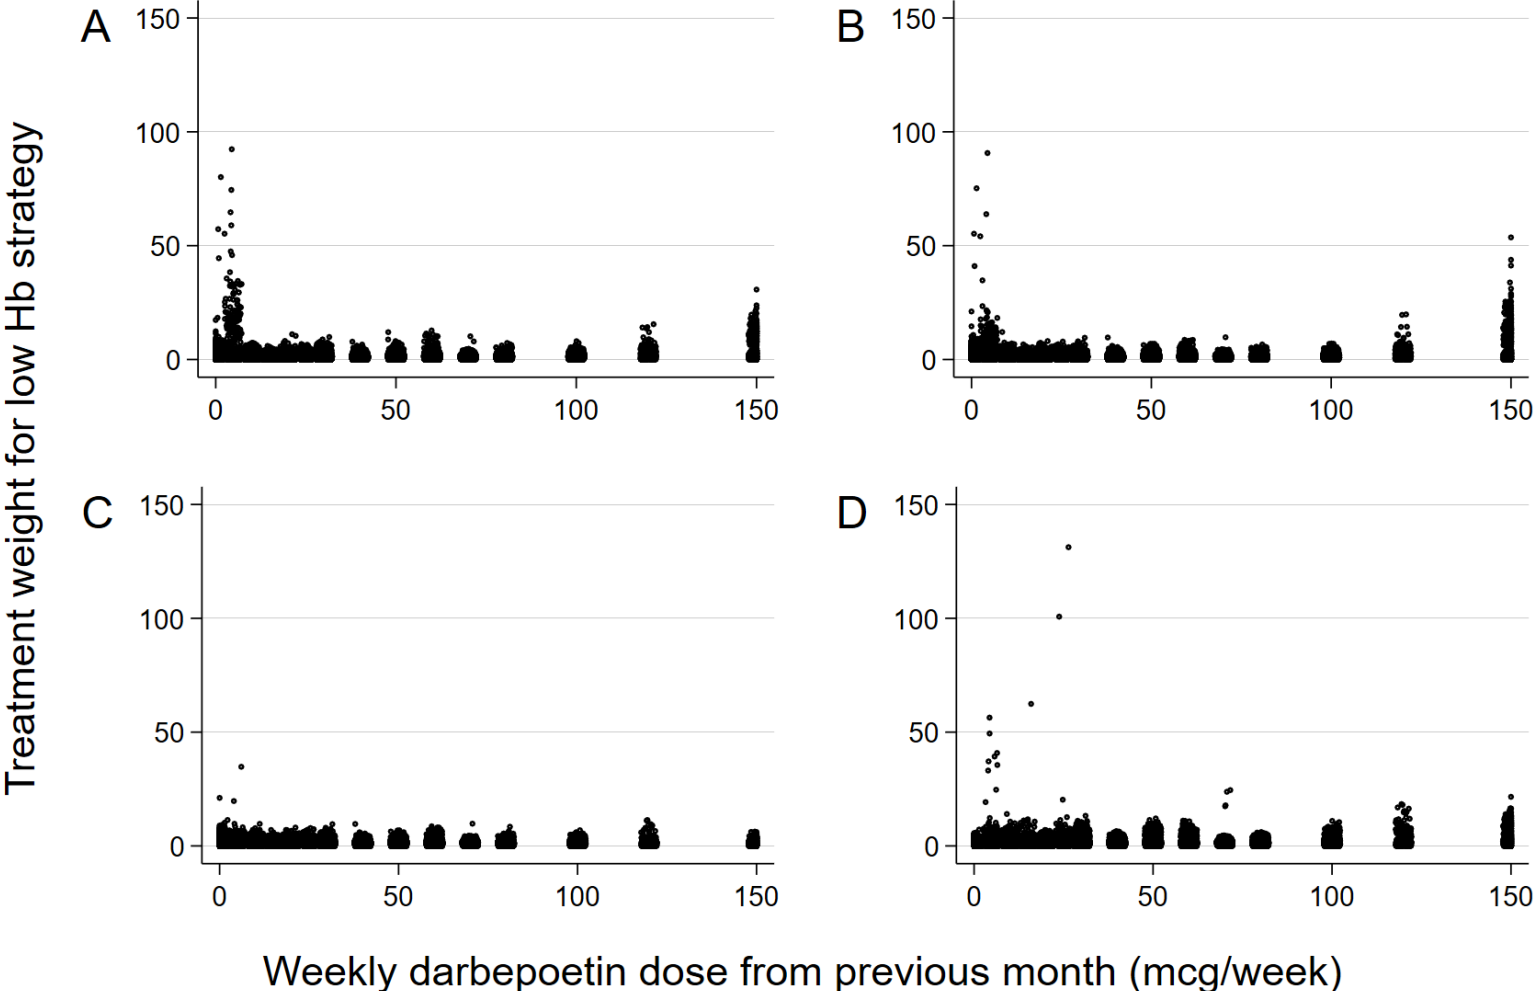 A
150
100
50
0
0 50 100 150
B
150
100
50
0
0 50 100 150
C
150
100
50
0
0 50 100 150
D
150
100
50
0
0 50 100 150
Treatment weight for low Hb strategy
Weekly darbepoetin dose from previous month (mcg/week)